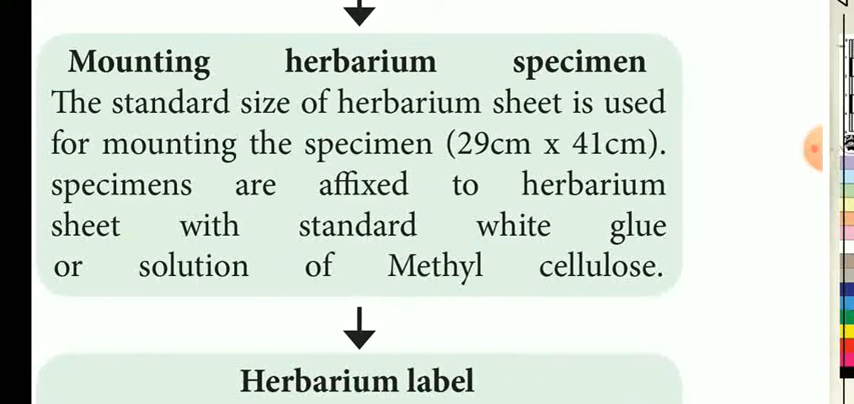 Mounting herbarium specimen
The standard size of herbarium sheet is used
for mounting the specimen (29cm x 41cm).
specimens are affixed to herbarium
sheet with standard white glue
or solution of Methyl cellulose.
Herbarium label